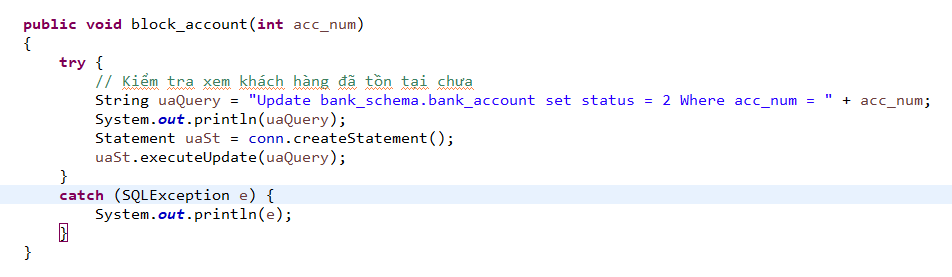 public void block_account(int acc_num)
{
try {
// Kiểm tra xem khách hàng đã tồn tại chưa
String uaQuery = "Update bank_schema.bank_account set status = 2 Where acc_num = " + acc_num;
System.out.println(uaQuery);
Statement uaSt = conn.createStatement();
uaSt.executeUpdate(uaQuery);
}
catch (SQLException e) {
System.out.println(e);
}
}